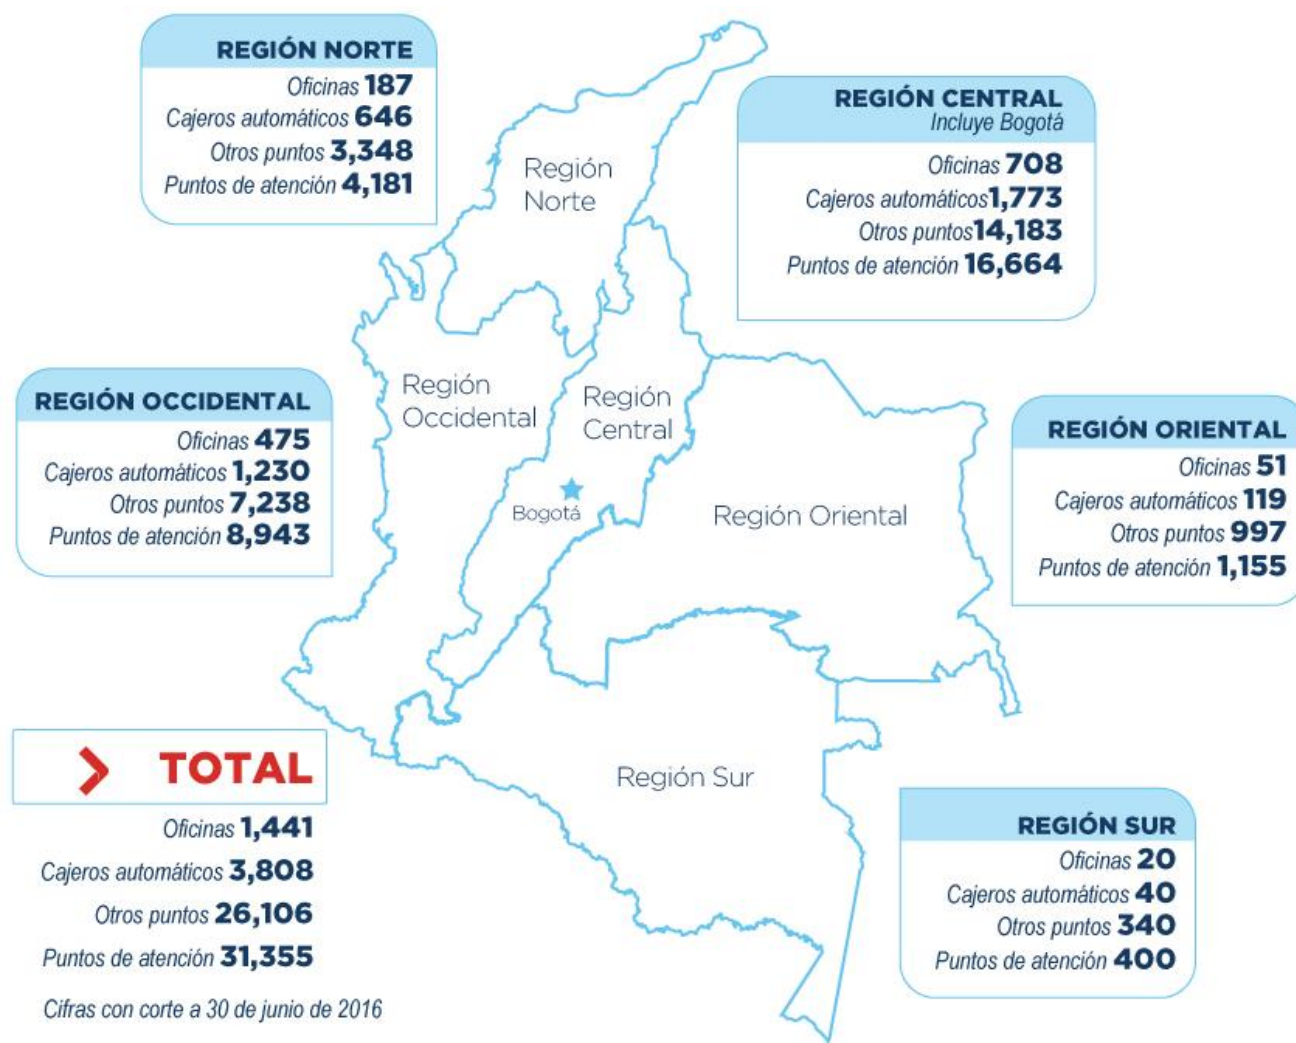 REGIÓN NORTE
Oficinas 187
Cajeros automáticos 646
Otros puntos 3,348
Puntos de atención 4,181
REGIÓN CENTRAL
Incluye Bogotá
Oficinas 708
Cajeros automáticos 1,773
Otros puntos 14,183
Puntos de atención 16,664
Región
Norte
REGIÓN OCCIDENTAL
Oficinas 475
Cajeros automáticos 1,230
Otros puntos 7,238
Puntos de atención 8,943
Región
Occidental
Región
Central
Bogotá
Región Oriental
REGIÓN ORIENTAL
Oficinas 51
Cajeros automáticos 119
Otros puntos 997
Puntos de atención 1,155
Región Sur
TOTAL
Oficinas 1,441
Cajeros automáticos 3,808
Otros puntos 26,106
Puntos de atención 31,355
Cifras con corte a 30 de junio de 2016
REGIÓN SUR
Oficinas 20
Cajeros automáticos 40
Otros puntos 340
Puntos de atención 400